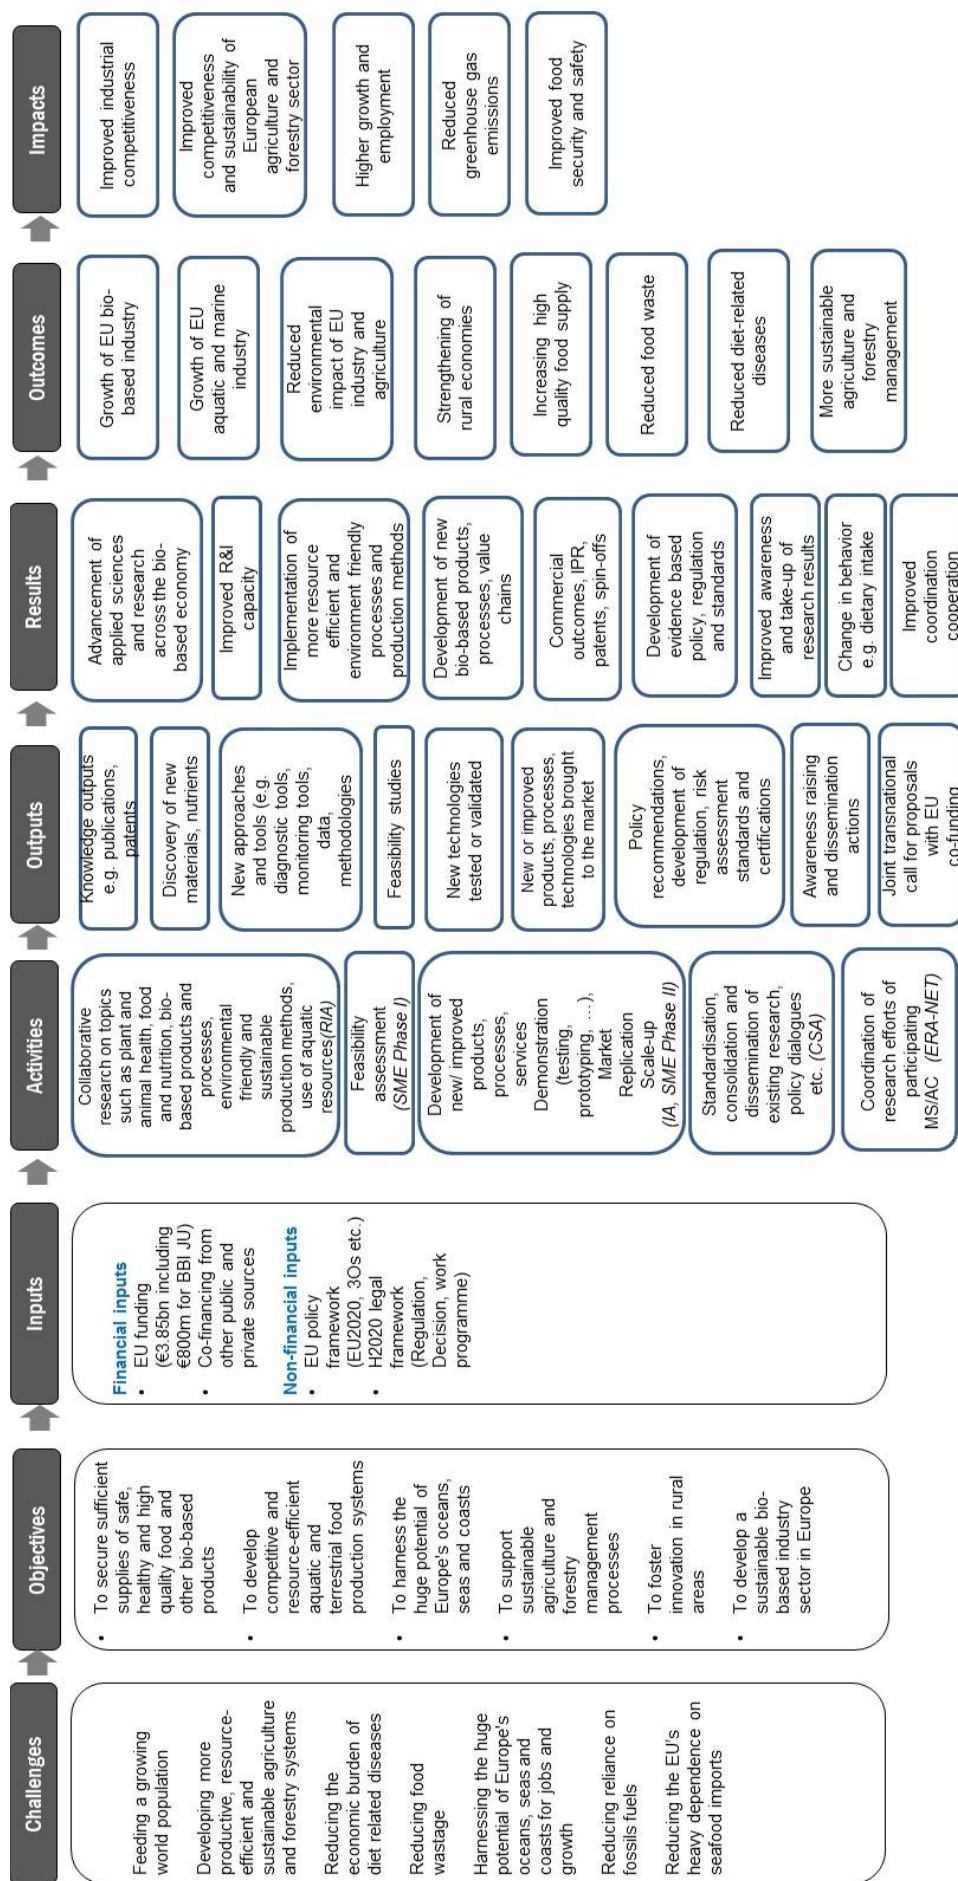 Challenges
Feeding a growing
world population
Developing more
productive, resource-
efficient and
sustainable agriculture
and forestry systems
Reducing the
economic burden of
diet related diseases
Reducing food
wastage
Harnessing the huge
potential of Europe's
oceans, seas and
coasts for jobs and
growth
Reducing reliance on
fossils fuels
Reducing the EU's
heavy dependence on
seafood imports
Objectives
• To secure sufficient
supplies of safe,
healthy and high
quality food and
other bio-based
products
• To develop
competitive and
resource-efficient
aquatic and
terrestrial food
production systems
• To harness the
huge potential of
Europe's oceans,
seas and coasts
• To support
sustainable
agriculture and
forestry
management
processes
• To foster
innovation in rural
areas
• To develop a
sustainable bio-
based industry
sector in Europe
Inputs
Financial inputs
• EU funding
(€3.85bn including
€800m for BBI JU)
• Co-financing from
other public and
private sources
Non-financial inputs
• EU policy
framework
(EU2020, 3Os etc.)
• H2020 legal
framework
(Regulation,
Decision, work
programme)
Activities
Collaborative
research on topics
such as plant and
animal health, food
and nutrition, bio-
based products and
processes,
environmental
friendly and
sustainable
production methods,
use of aquatic
resources(RIA)
Feasibility
assessment
(SME Phase I)
Development of
new/ improved
products,
processes,
services
Demonstration
(testing,
prototyping, …),
Market
Replication
Scale-up
(IA, SME Phase II)
Standardisation,
consolidation and
dissemination of
existing research,
policy dialogues
etc. (CSA)
Coordination of
research efforts of
participating
MS/AC (ERA-NET)
Outputs
Knowledge outputs
e.g. publications,
patents
Discovery of new
materials, nutrients
New approaches
and tools (e.g.
diagnostic tools,
monitoring tools,
data,
methodologies
Feasibility studies
New technologies
tested or validated
New or improved
products, processes,
technologies brought
to the market
Policy
recommendations,
development of
regulation, risk
assessment
standards and
certifications
Awareness raising
and dissemination
actions
Joint transnational
call for proposals
with EU
co-funding
Results
Advancement of
applied sciences
and research
across the bio-
based economy
Improved R&I
capacity
Implementation of
more resource
efficient and
environment friendly
processes and
production methods
Development of new
bio-based products,
processes, value
chains
Commercial
outcomes, IPR,
patents, spin-offs
Development of
evidence based
policy, regulation
and standards
Improved awareness
and take-up of
research results
Change in behavior
e.g. dietary intake
Improved
coordination
cooperation
Outcomes
Growth of EU bio-
based industry
Growth of EU
aquatic and marine
industry
Reduced
environmental
impact of EU
industry and
agriculture
Strengthening of
rural economies
Increasing high
quality food supply
Reduced food waste
Reduced diet-related
diseases
More sustainable
agriculture and
forestry
management
Impacts
Improved industrial
competitiveness
Improved
competitiveness
and sustainability of
European
agriculture and
forestry sector
Higher growth and
employment
Reduced
greenhouse gas
emissions
Improved food
security and safety